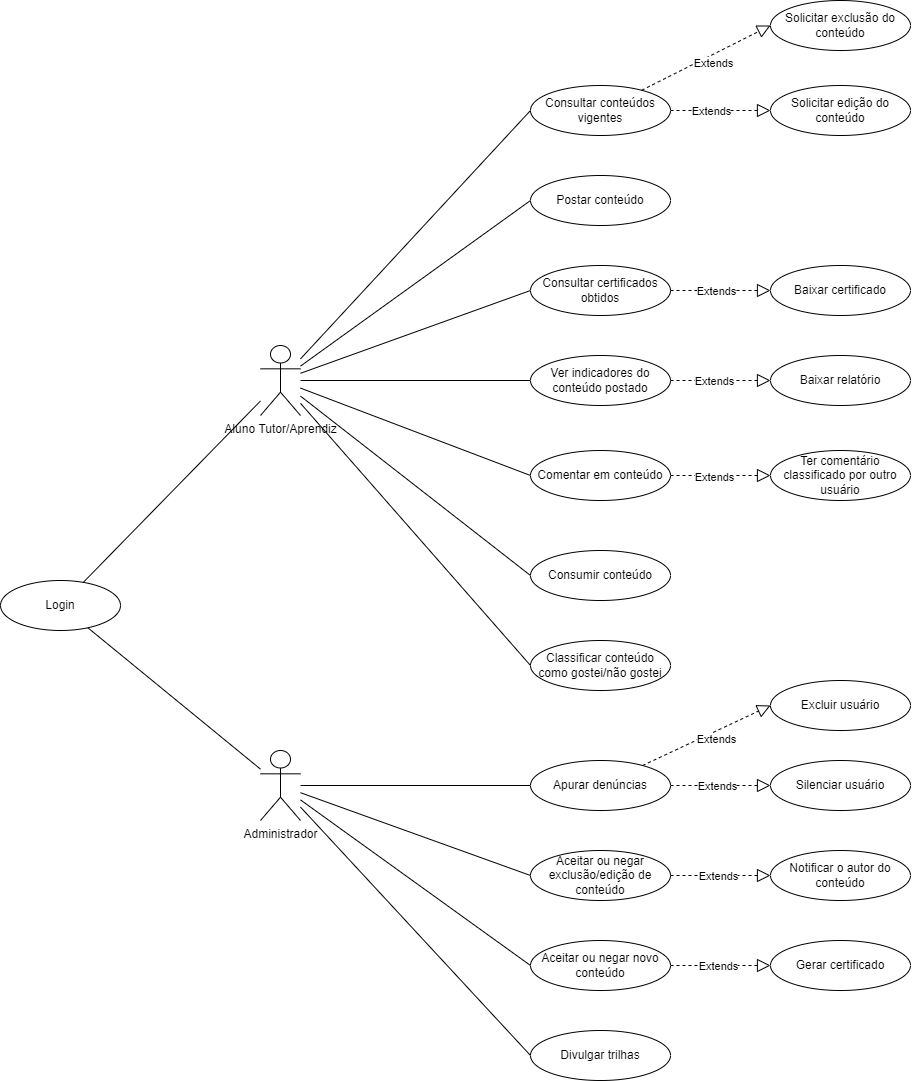 Solicitar exclusão do
conteúdo
Extends
Consultar conteúdos
vigentes
Extends
Solicitar edição do
conteúdo
Postar conteúdo
Consultar certificados
obtidos
Extends
Baixar certificado
Ver indicadores do
conteúdo postado
Extends
Baixar relatório
Aluno Tutor/Aprendiz
Comentar em conteúdo
Extends
Ter comentário
classificado por outro
usuário
Consumir conteúdo
Login
Classificar conteúdo
como gostei/não gostei
Excluir usuário
Extends
Apurar denúncias
Extends
Silenciar usuário
Administrador
Aceitar ou negar
exclusão/edição de
conteúdo
Extends
Notificar o autor do
conteúdo
Aceitar ou negar novo
conteúdo
Extends
Gerar certificado
Divulgar trilhas